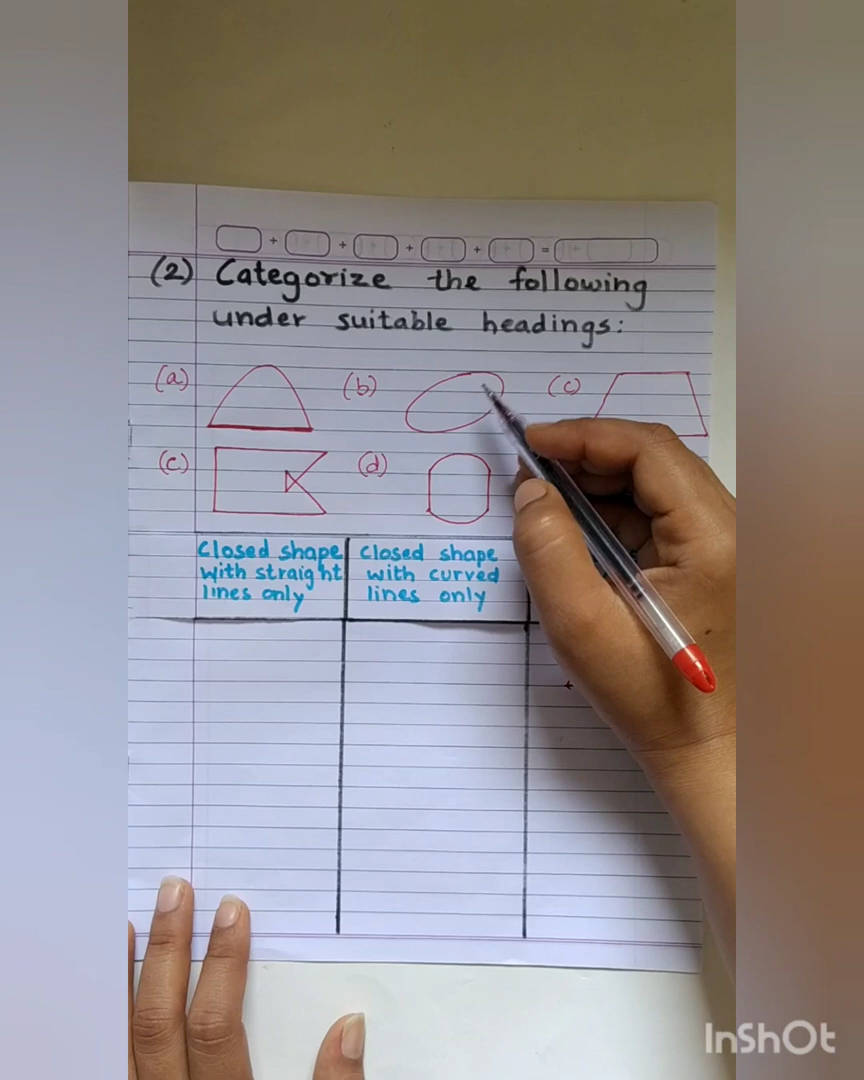 + + + + =
(2) Categorize the following
under suitable headings:
(a) (b) (c)
(c) (d)
Closed shape
with straight
lines only
Closed shape
with curved
lines only
InShOt